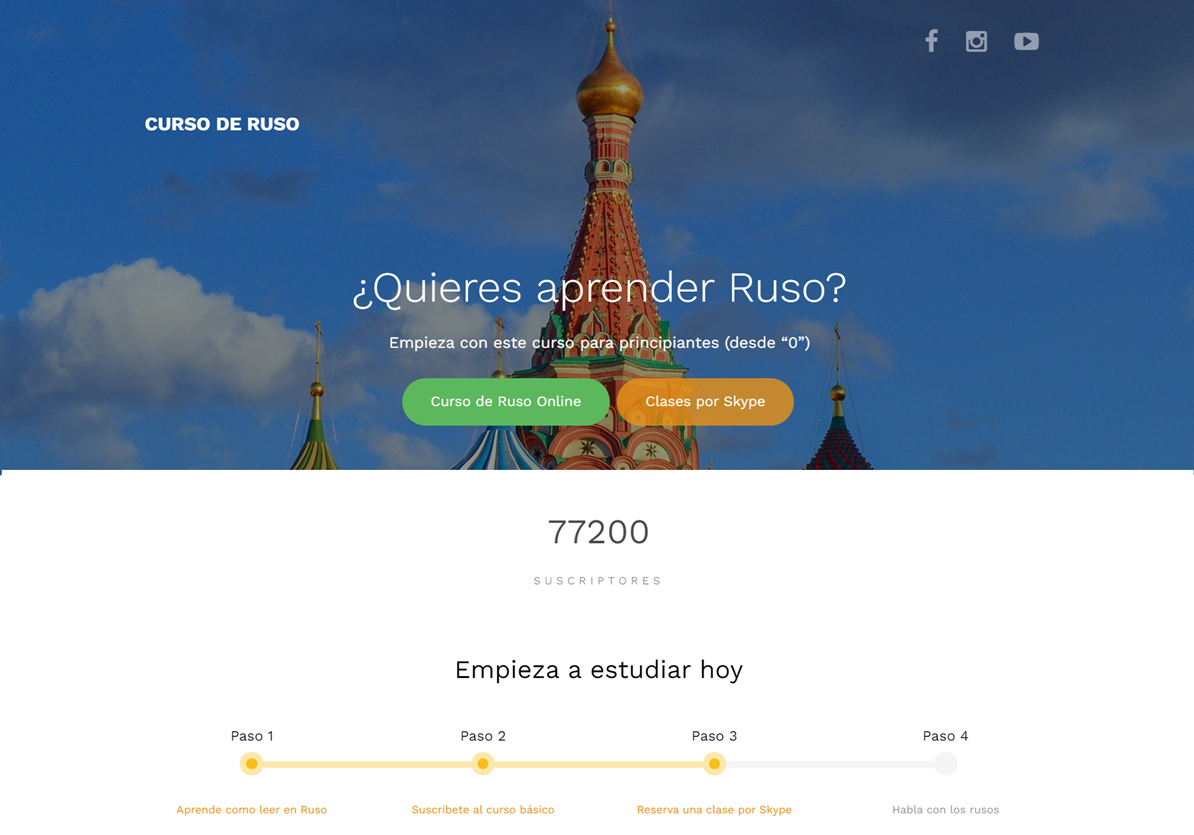 CURSO DE RUSO
¿Quieres aprender Ruso?
Empieza con este curso para principiantes (desde “0”)
Curso de Ruso Online
Clases por Skype
77200
SUSCRIPTORES
Empieza a estudiar hoy
Paso 1
Paso 2
Paso 3
Paso 4
Aprende como leer en Ruso
Suscribete al curso básico
Reserva una clase por Skype
Habla con los rusos